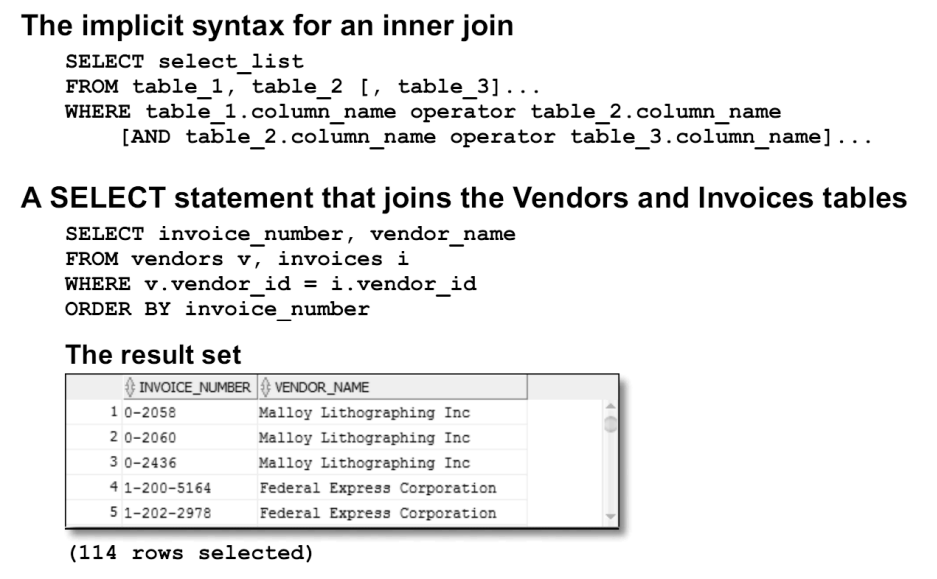 The implicit syntax for an inner join
SELECT select_list
FROM table_1, table_2 [, table_3]...
WHERE table_1.column_name operator table_2.column_name
[AND table_2.column_name operator table_3.column_name]...
A SELECT statement that joins the Vendors and Invoices tables
SELECT invoice_number, vendor_name
FROM vendors v, invoices i
WHERE v.vendor_id = i.vendor_id
ORDER BY invoice_number
The result set
INVOICE_NUMBER VENDOR_NAME
1 0-2058 Malloy Lithographing Inc
2 0-2060 Malloy Lithographing Inc
3 0-2436 Malloy Lithographing Inc
4 1-200-5164 Federal Express Corporation
5 1-202-2978 Federal Express Corporation
(114 rows selected)